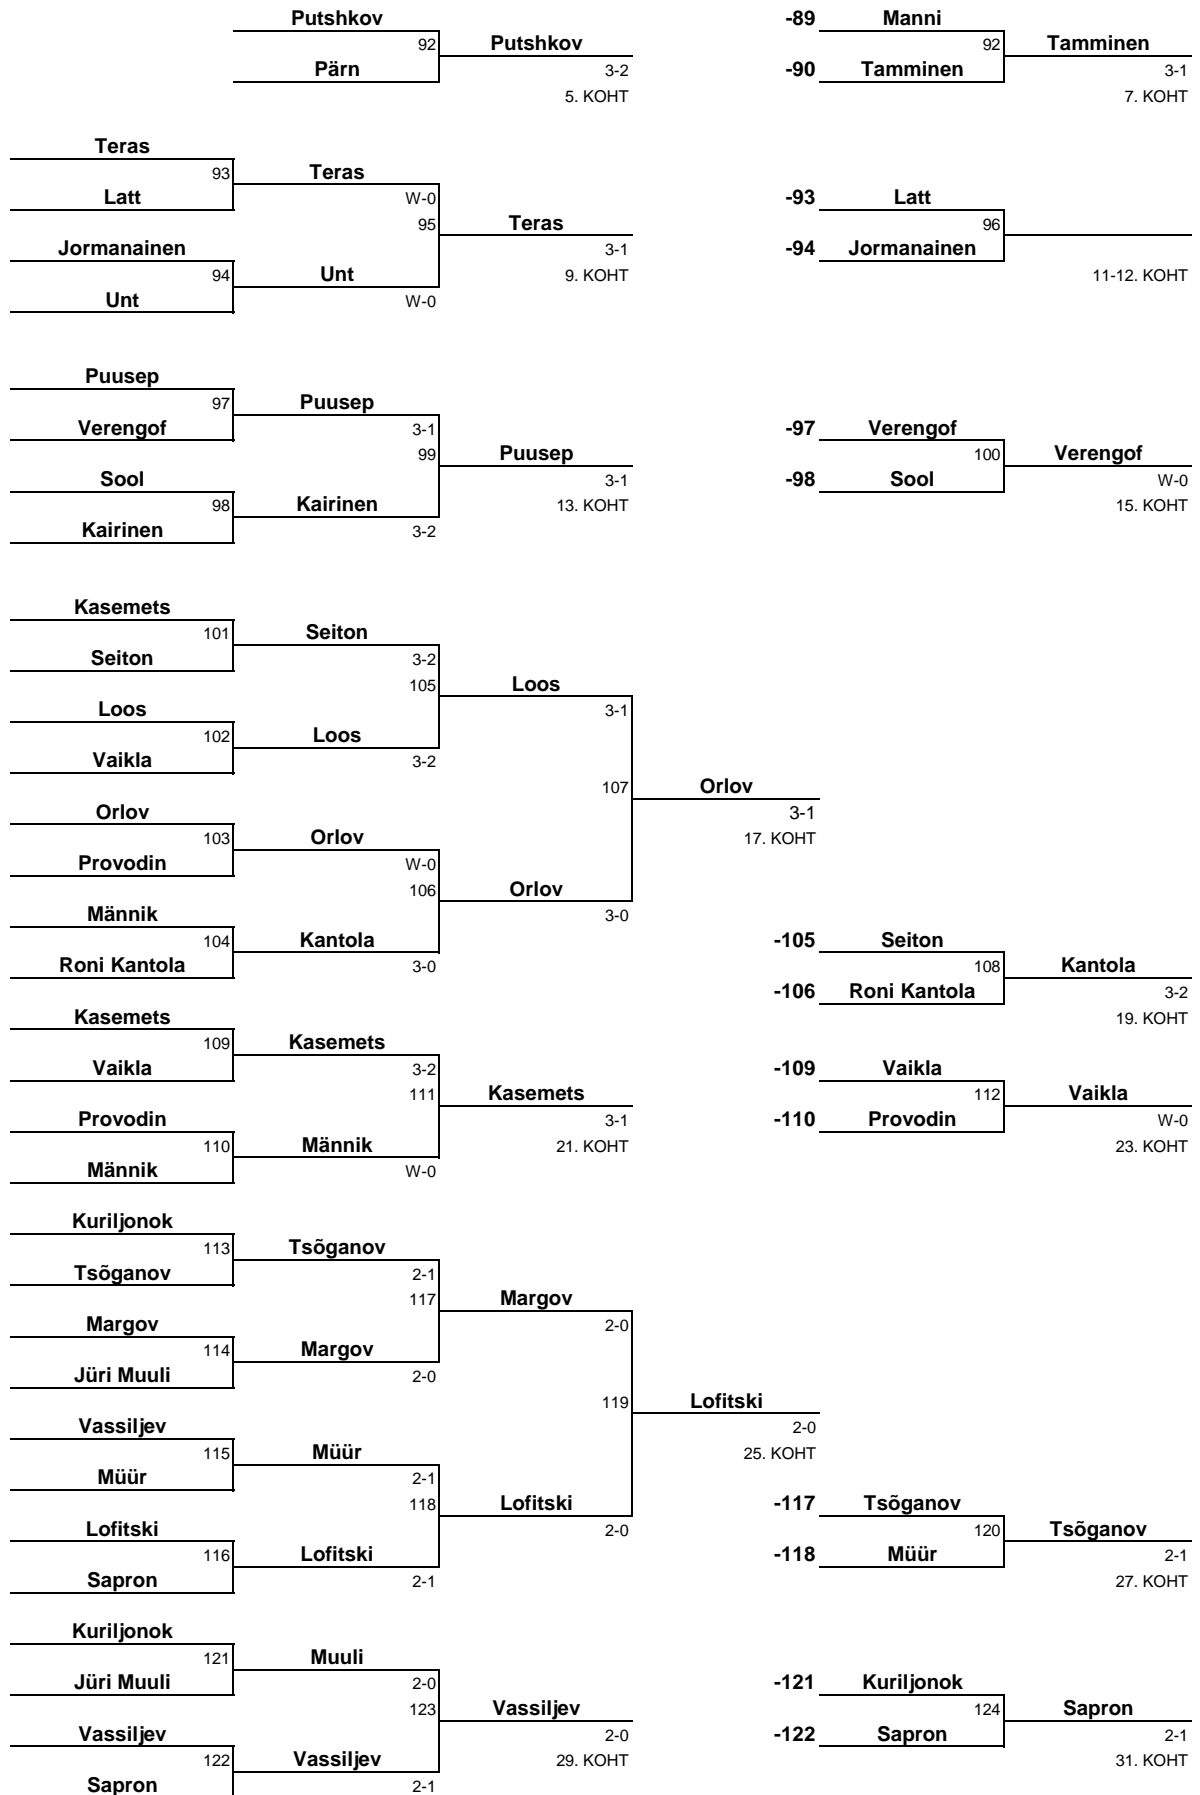 Putshkov -89 Manni
92 Putshkov 92 Tamminen
Pärn 3-2 -90 Tamminen 3-1
5. KOHT 7. KOHT
Teras
93 Teras
Latt W-0 -93 Latt
95 Teras 96
Jormanainen 3-1 -94 Jormanainen
94 Unt 9. KOHT 11-12. KOHT
Unt W-0
Puusep
97 Puusep
Verengof 3-1 -97 Verengof
99 Puusep 100 Verengof
Sool 3-1 -98 Sool W-0
98 Kairinen 13. KOHT 15. KOHT
Kairinen 3-2
Kasemets
101 Seiton
Seiton 3-2
105 Loos
Loos 3-1
102 Loos
Vaikla 3-2
107 Orlov
Orlov 3-1
103 Orlov 17. KOHT
Provodin W-0
106 Orlov
Männik 3-0
104 Kantola -105 Seiton
Roni Kantola 3-0 108 Kantola
-106 Roni Kantola 3-2
Kasemets 19. KOHT
109 Kasemets
Vaikla 3-2 -109 Vaikla
111 Kasemets 112 Vaikla
Provodin 3-1 -110 Provodin W-0
110 Männik 21. KOHT 23. KOHT
Männik W-0
Kuriljonok
113 Tsõganov
Tsõganov 2-1
117 Margov
Margov 2-0
114 Margov
Jüri Muuli 2-0
119 Lofitski
Vassiljev 2-0
115 Müür 25. KOHT
Müür 2-1
118 Lofitski -117 Tsõganov
Lofitski 2-0 120 Tsõganov
116 Lofitski -118 Müür 2-1
Sapron 2-1 27. KOHT
Kuriljonok
121 Muuli
Jüri Muuli 2-0 -121 Kuriljonok
123 Vassiljev 124 Sapron
Vassiljev 2-0 -122 Sapron 2-1
122 Vassiljev 29. KOHT 31. KOHT
Sapron 2-1